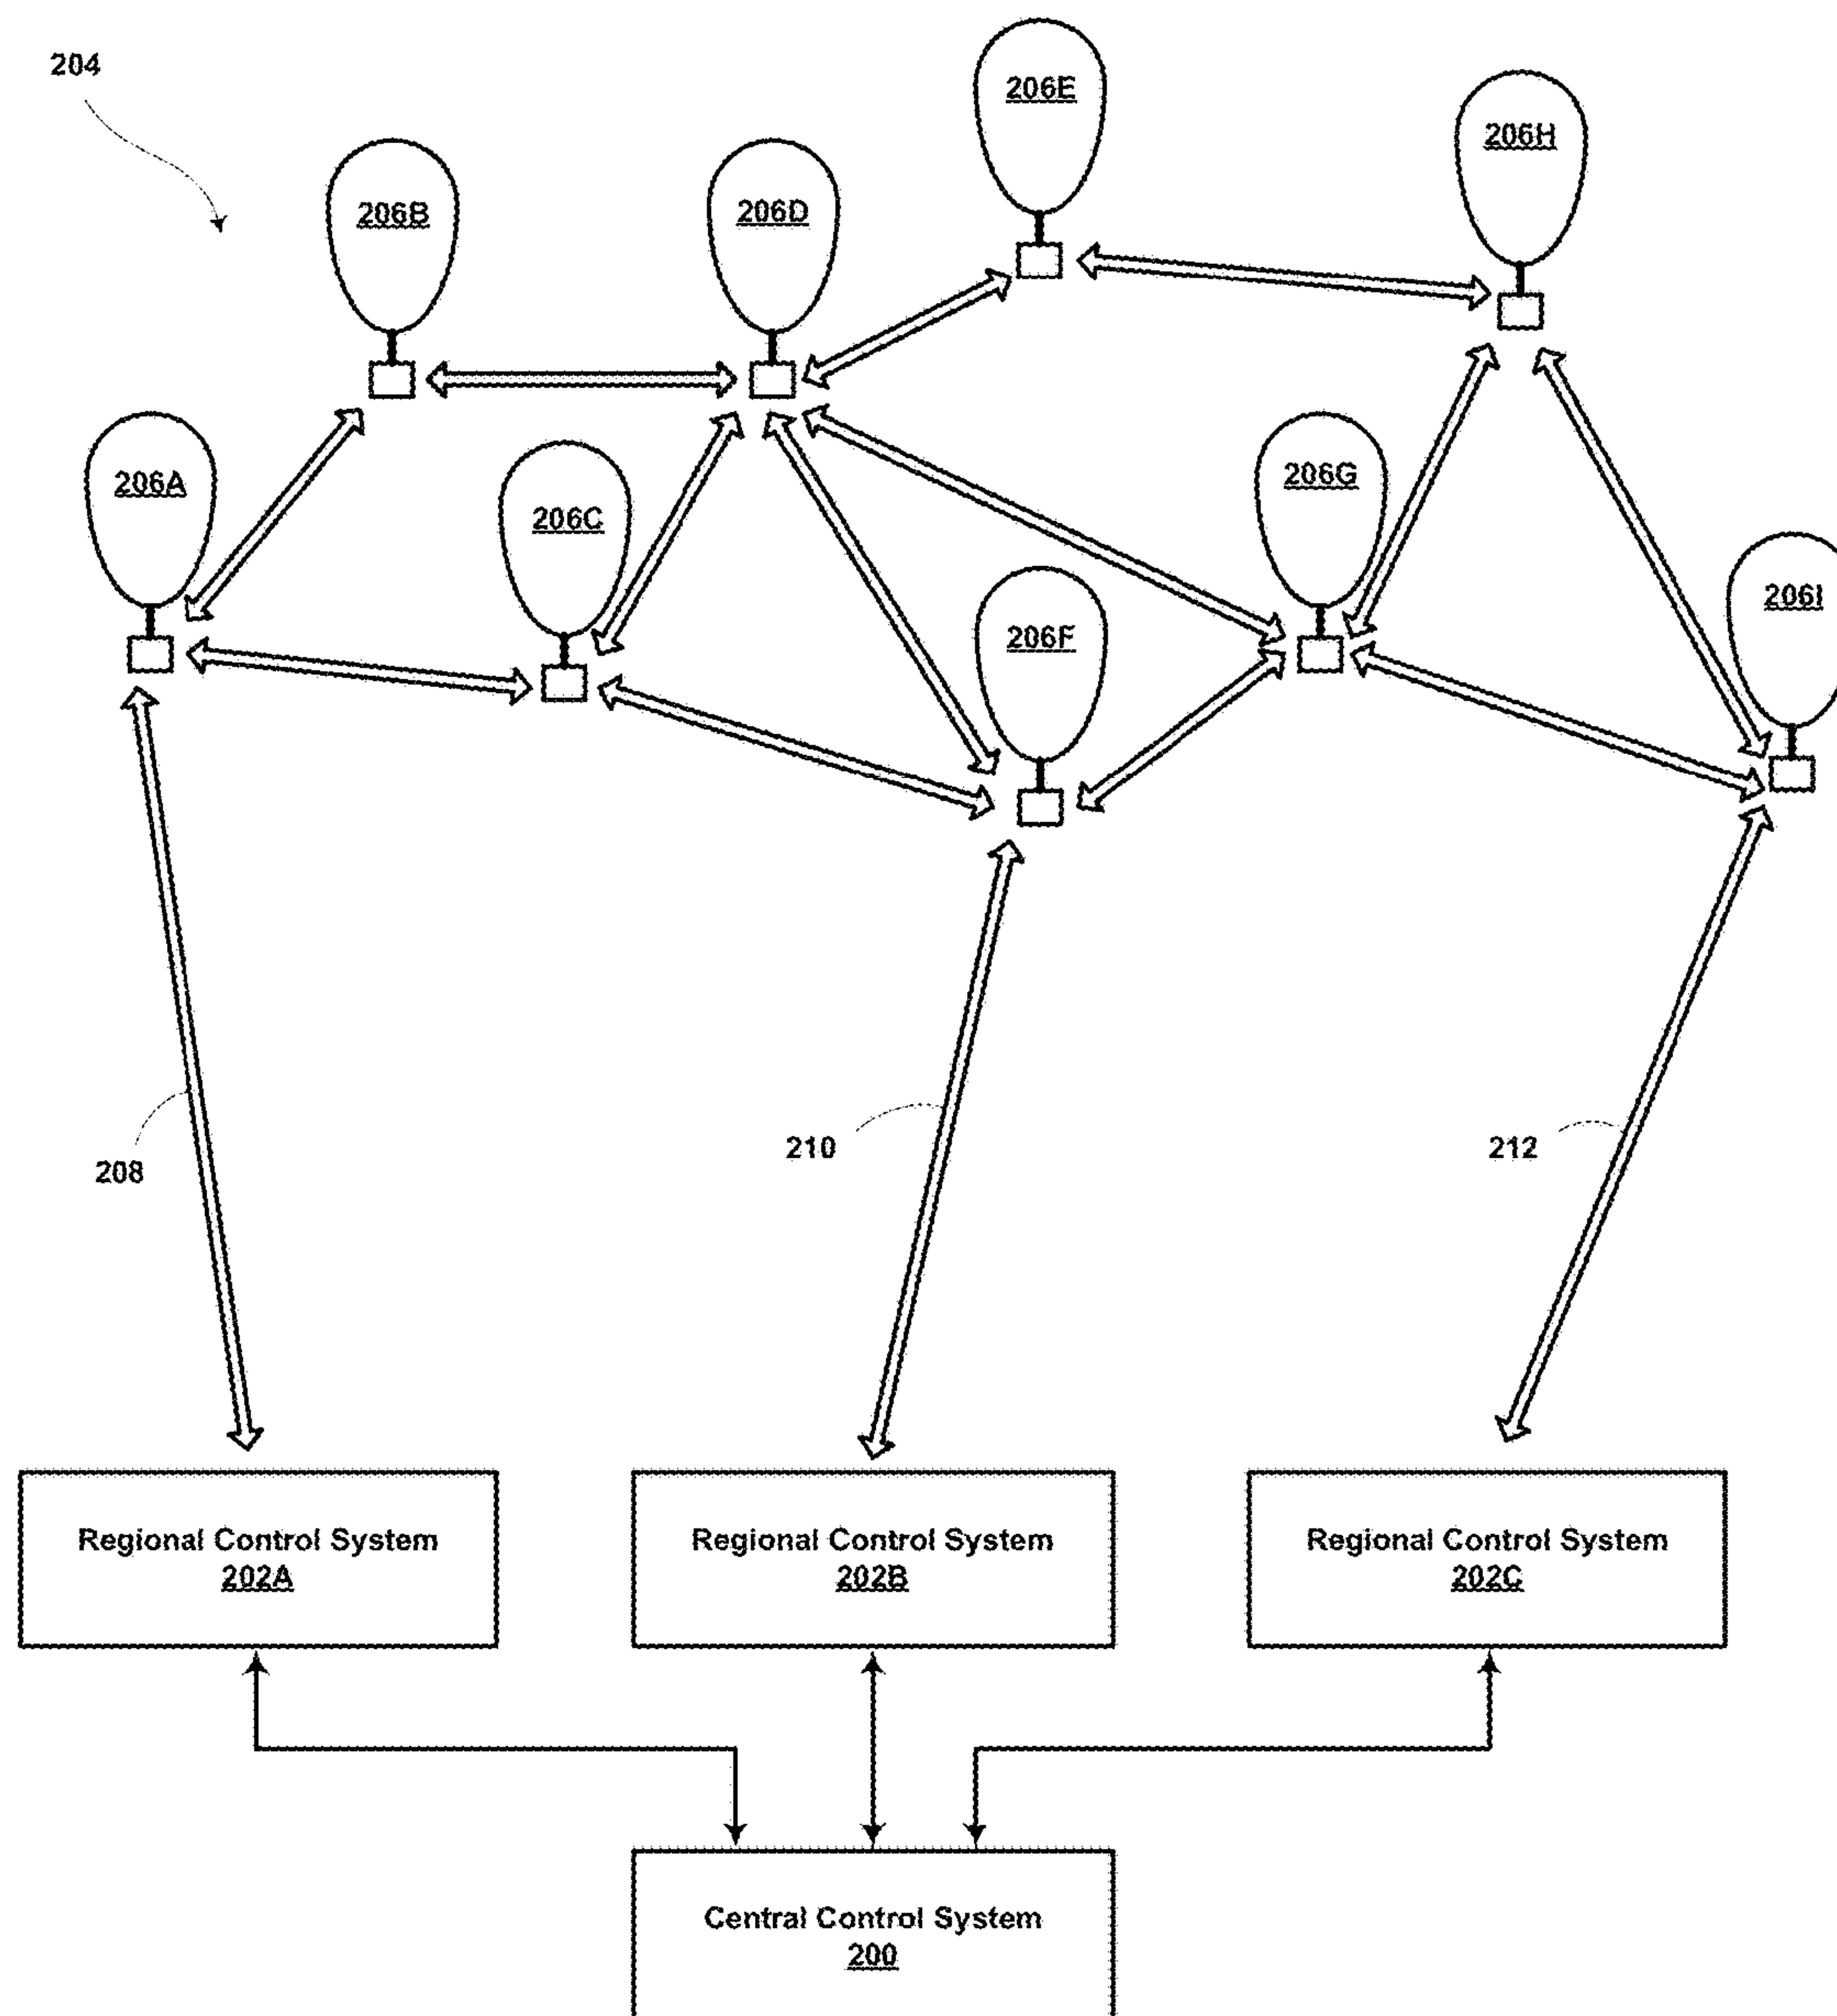 204
206E
206H
206B
206D
206A
206C
206G
206F
206I
208
210
212
Regional Control System
202A
Regional Control System
202B
Regional Control System
202C
Central Control System
200